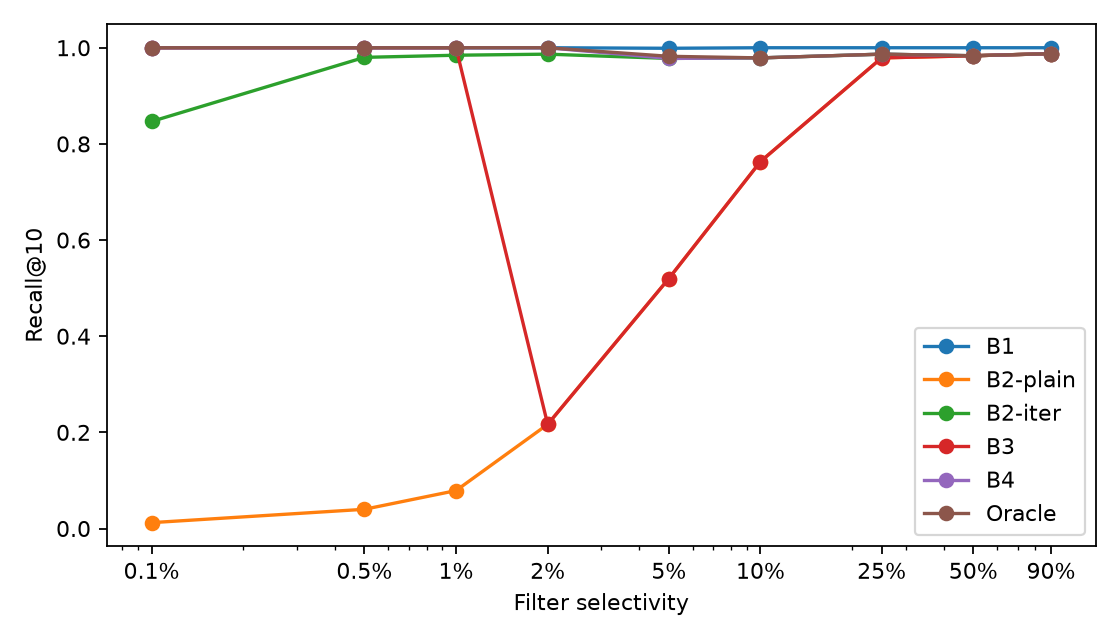 1.0
0.8
0.6
0.4
0.2
0.0
Recall@10
0.1% 0.5% 1% 2% 5% 10% 25% 50% 90%
Filter selectivity
B1
B2-plain
B2-iter
B3
B4
Oracle